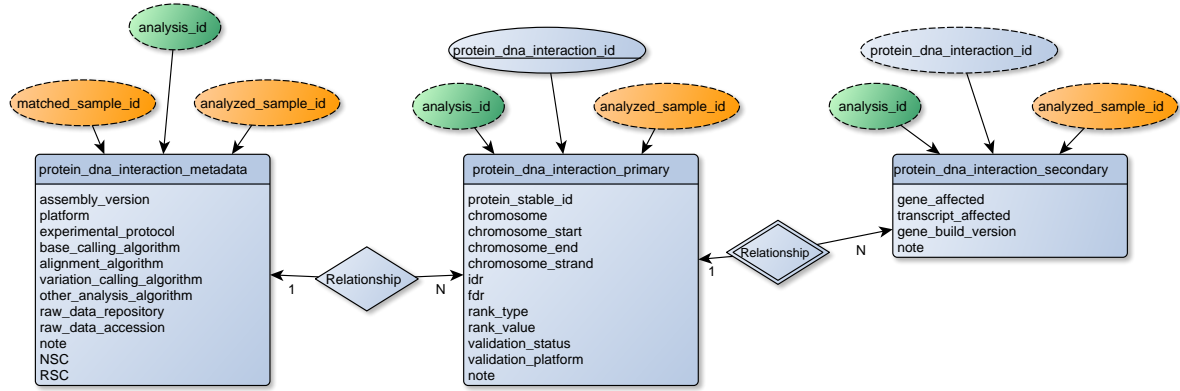 analysis_id
matched_sample_id
analyzed_sample_id
protein_dna_interaction_metadata
assembly_version
platform
experimental_protocol
base_calling_algorithm
alignment_algorithm
variation_calling_algorithm
other_analysis_algorithm
raw_data_repository
raw_data_accession
note
NSC
RSC
1
Relationship
N
protein_dna_interaction_id
analysis_id
analyzed_sample_id
protein_dna_interaction_primary
protein_stable_id
chromosome
chromosome_start
chromosome_end
chromosome_strand
idr
fdr
rank_type
rank_value
validation_status
validation_platform
note
1
Relationship
N
protein_dna_interaction_id
analysis_id
analyzed_sample_id
protein_dna_interaction_secondary
gene_affected
transcript_affected
gene_build_version
note